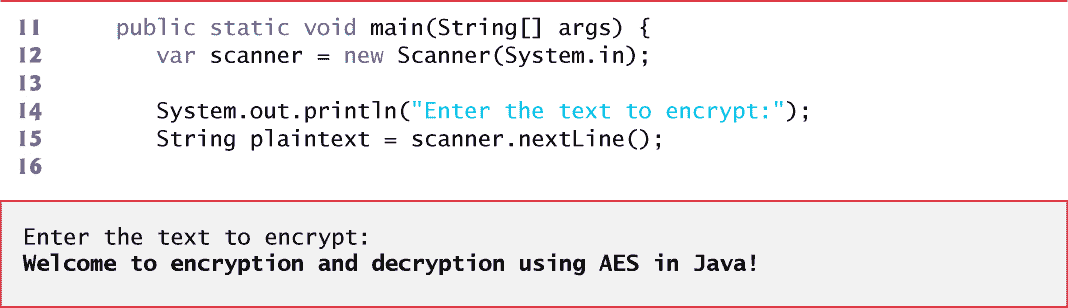 11 public static void main(String[] args) {
12 var scanner = new Scanner(System.in);
13
14 System.out.println("Enter the text to encrypt:");
15 String plaintext = scanner.nextLine();
16
Enter the text to encrypt:
Welcome to encryption and decryption using AES in Java!